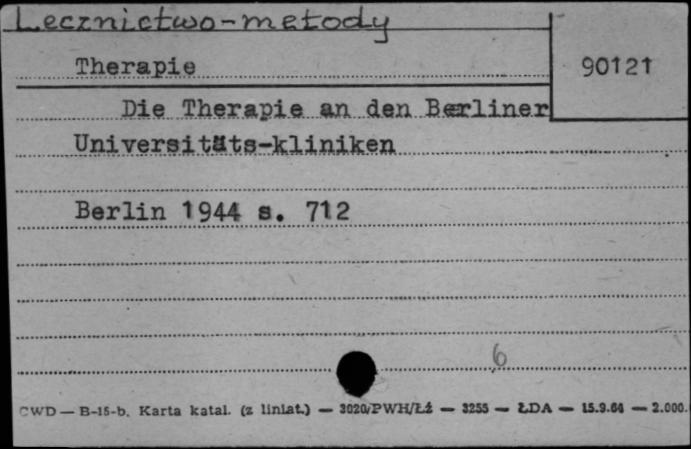 Lecznictwo-metody
Therapie
90121
Die Therapie an den Berliner
Universitäts-kliniken
Berlin 1944 s. 712
6
CWD — B-15-b. Karta katal. (z liniat.) — 3020/PWH/Łź — 3255 — ŁDA — 15.9.64 — 2.000.